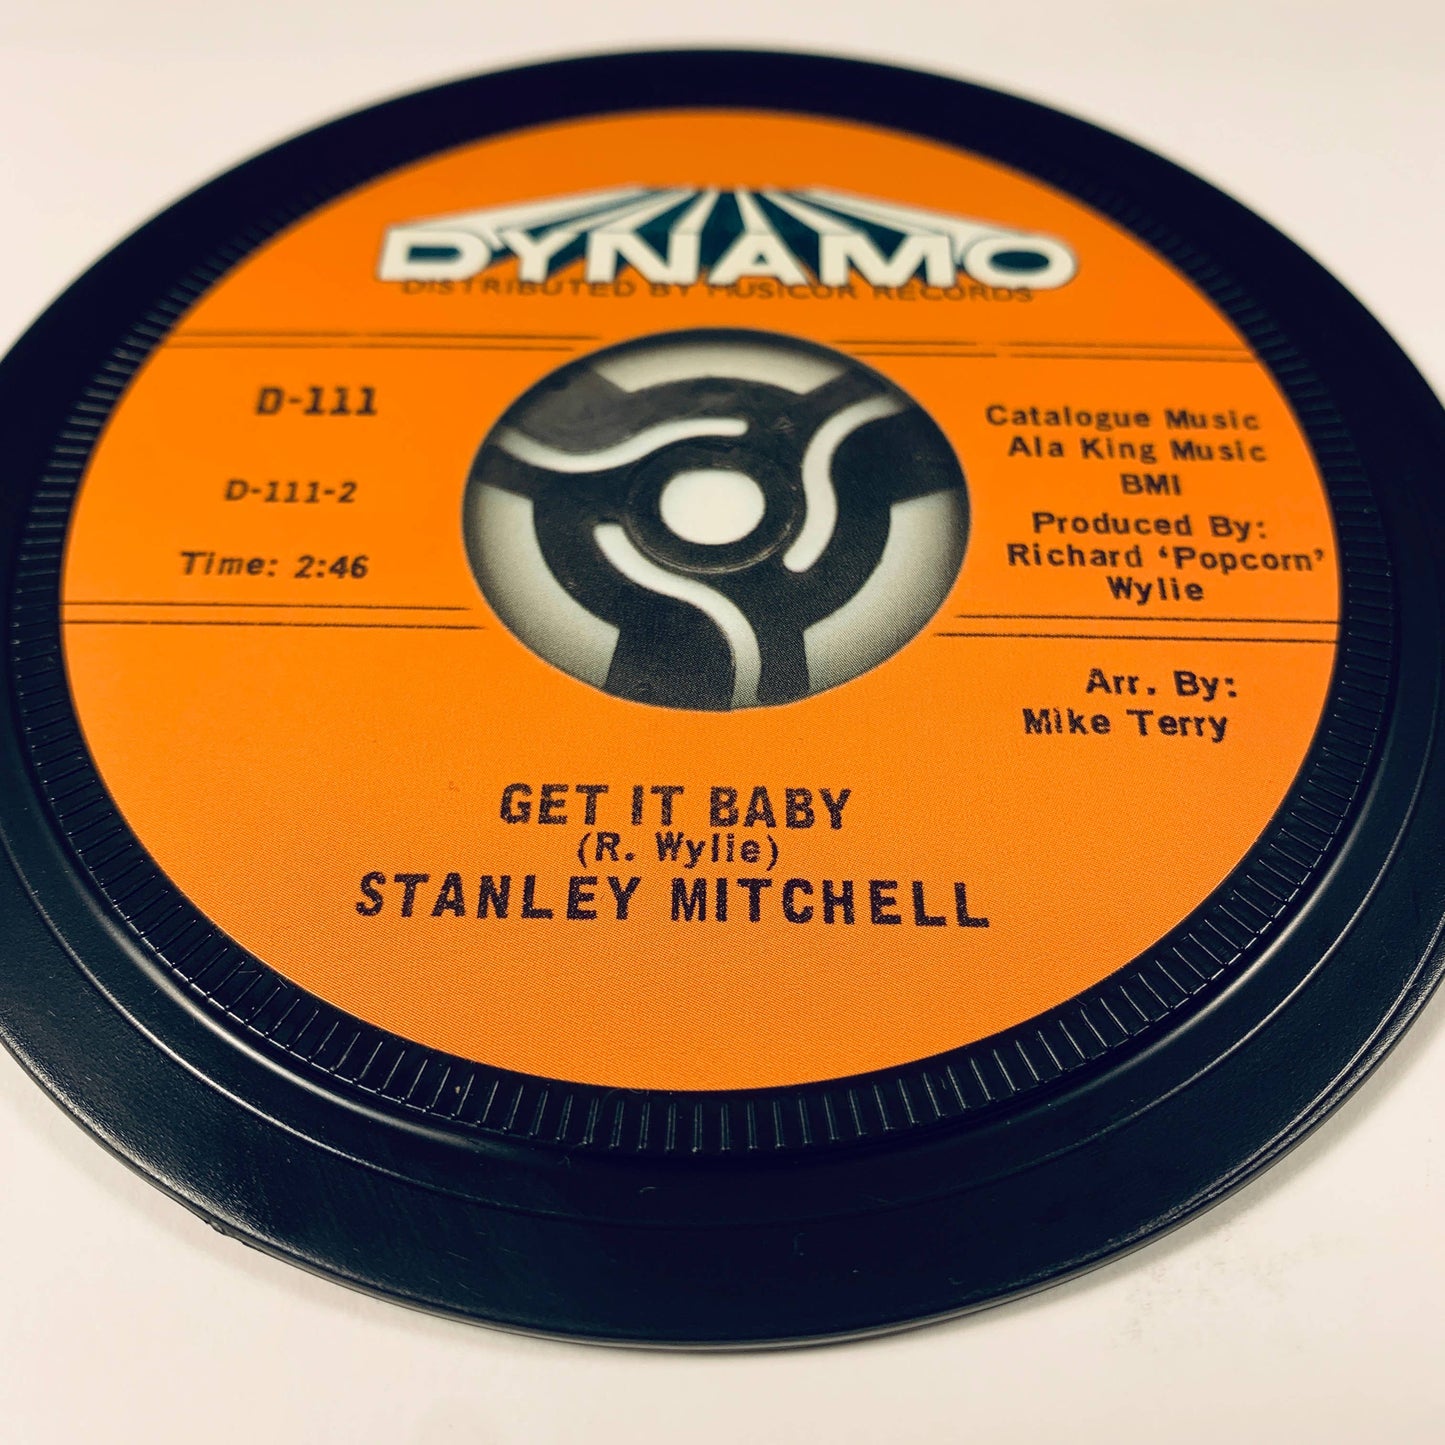 DYNAMO
DISTRIBUTED BY MUSICOR RECORDS
D-111
D-111-2
Time: 2:46
Catalogue Music
Ala King Music
BMI
Produced By:
Richard ‘Popcorn’
Wylie
Arr. By:
Mike Terry
GET IT BABY
(R. Wylie)
STANLEY MITCHELL